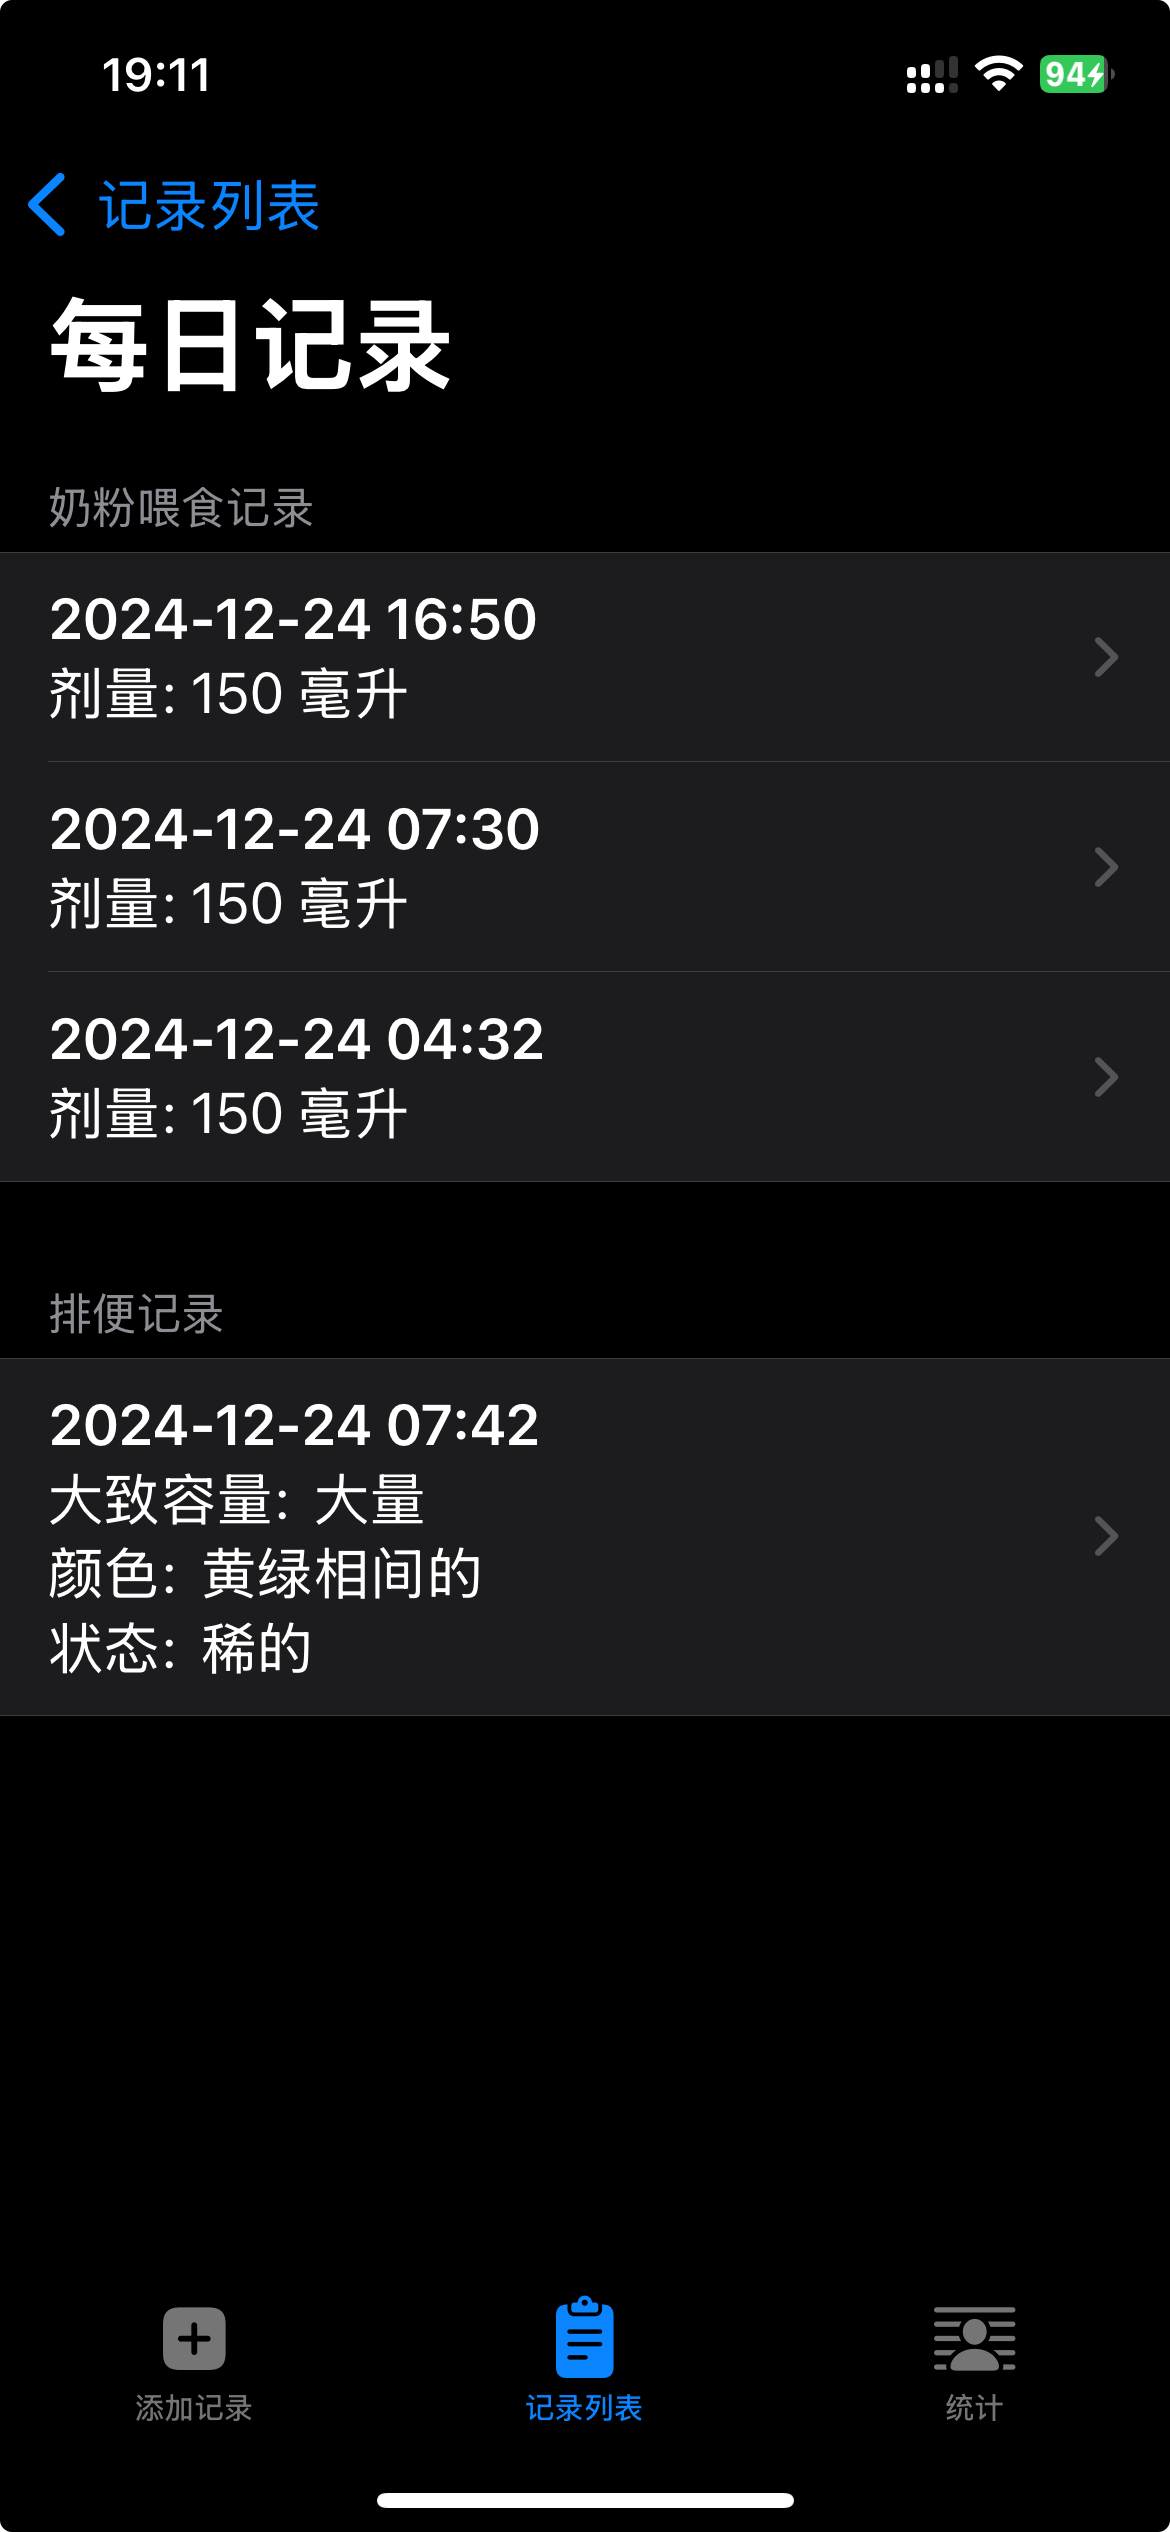 19:11
94
记录列表
每日记录
奶粉喂食记录
2024-12-24 16:50
剂量: 150 毫升
2024-12-24 07:30
剂量: 150 毫升
2024-12-24 04:32
剂量: 150 毫升
排便记录
2024-12-24 07:42
大致容量: 大量
颜色: 黄绿相间的
状态: 稀的
添加记录
记录列表
统计